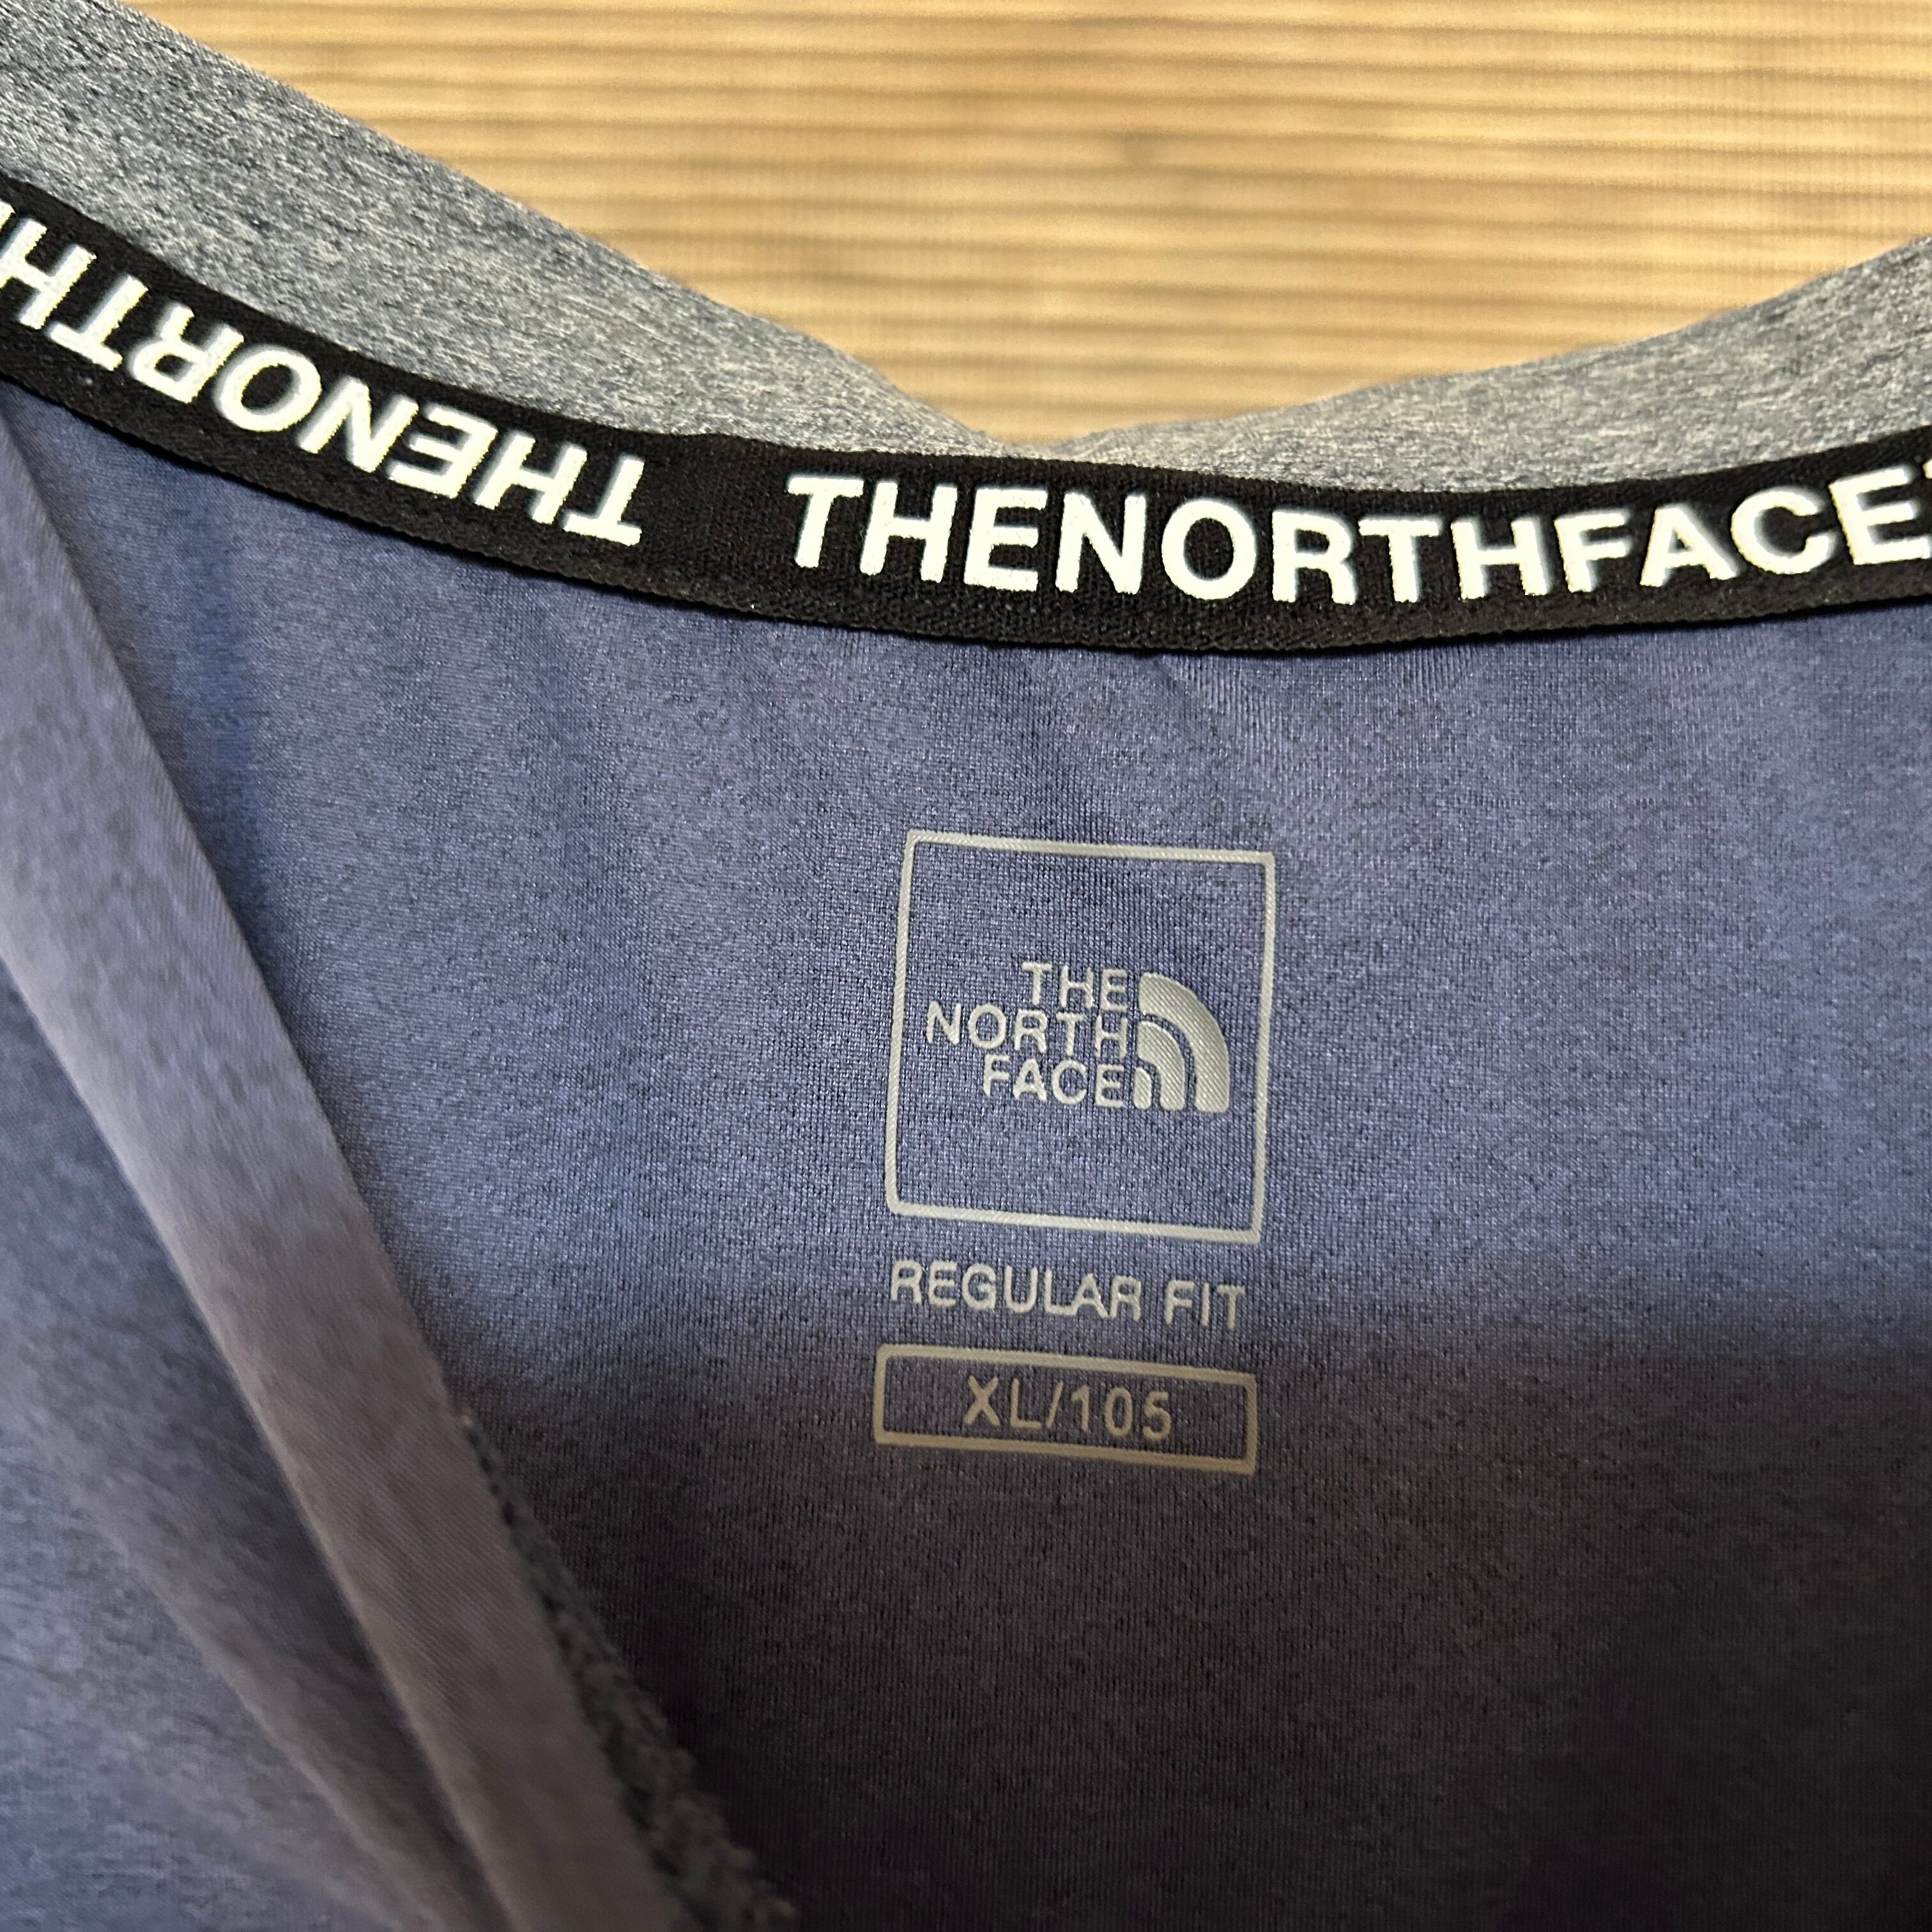 THENORTH
THENORTHFACE
THE
NORTH
FACE
REGULAR FIT
XL/105